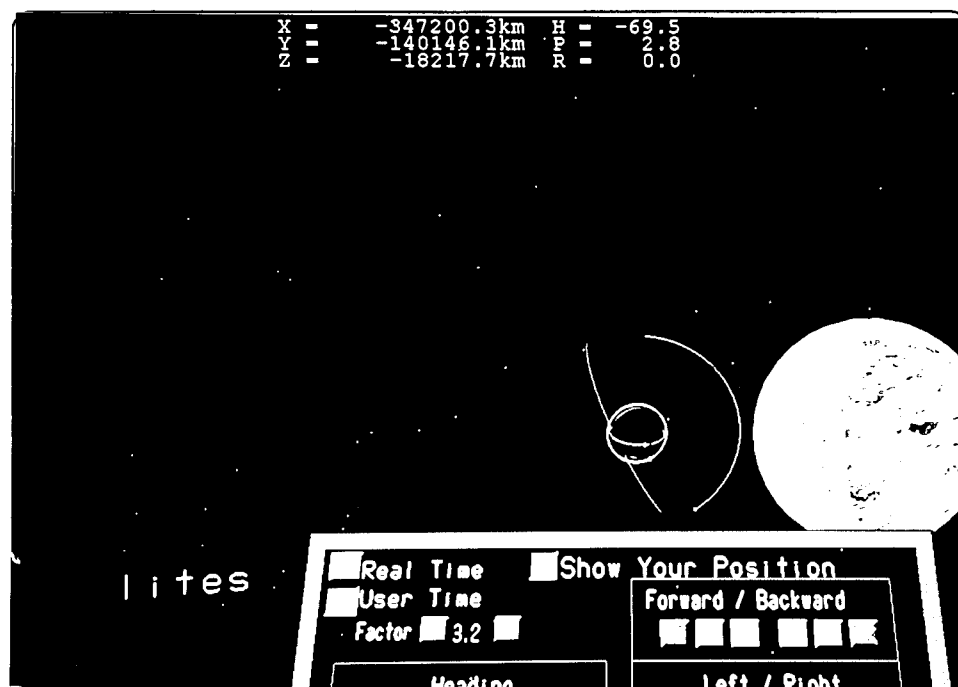 X = -347200.3km H = -69.5
Y = -140146.1km P = 2.8
Z = -18217.7km R = 0.0
lites
Real Time
Show Your Position
User Time
Forward / Backward
Factor 3.2
Heading
Left / Right